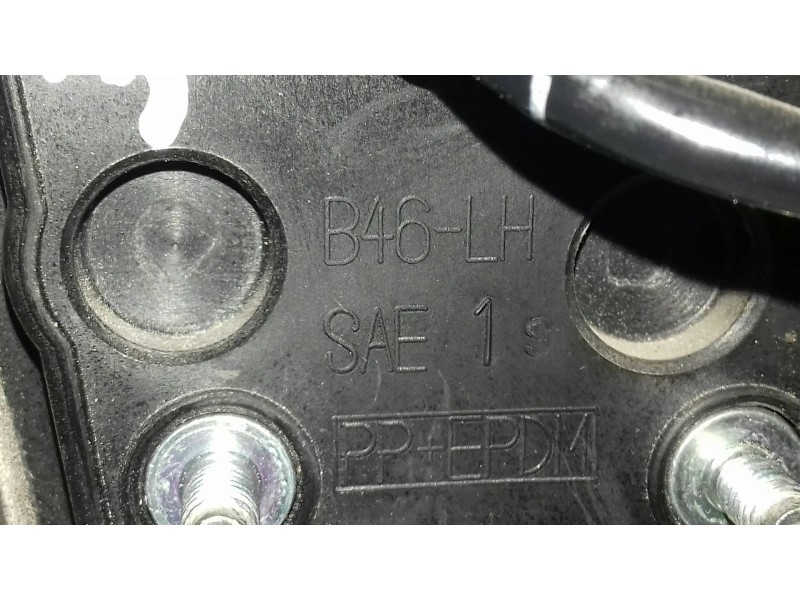 B46-LH
SAE 1 s
PP+EPDM